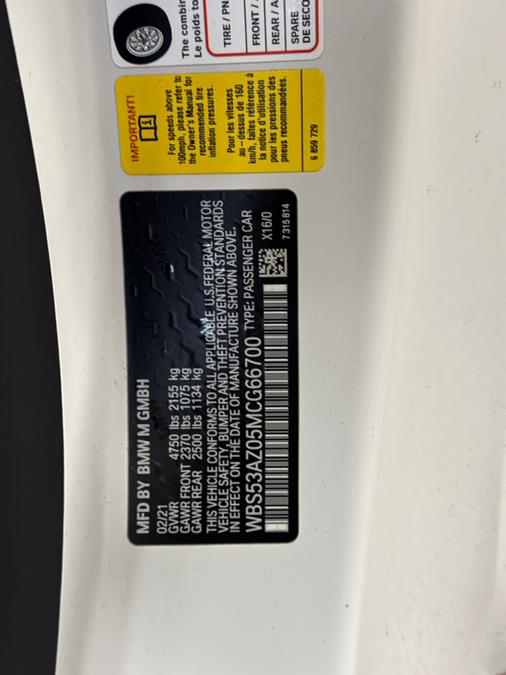 The combin
Le poids to
TIRE / PN
FRONT /
REAR / A
SPARE
DE SECO
IMPORTANT!
For speeds above
100mph, please refer to
the Owner's Manual for
recommended tire
inflation pressures.
Pour les vitesses
au-dessus de 160
km/h, faites référence à
la notice d'utilisation
pour les pressions des
pneus recommandées.
6 859 729
MFD BY BMW M GMBH
02/21
GVWR 4750 lbs 2155 kg
GAWR FRONT 2370 lbs 1075 kg
GAWR REAR 2500 lbs 1134 kg
THIS VEHICLE CONFORMS TO ALL APPLICABLE U.S.FEDERAL MOTOR
VEHICLE SAFETY, BUMPER AND THEFT PREVENTION STANDARDS
IN EFFECT ON THE DATE OF MANUFACTURE SHOWN ABOVE.
WBS53AZ05MCG66700 TYPE: PASSENGER CAR
X16/0
7 315 814